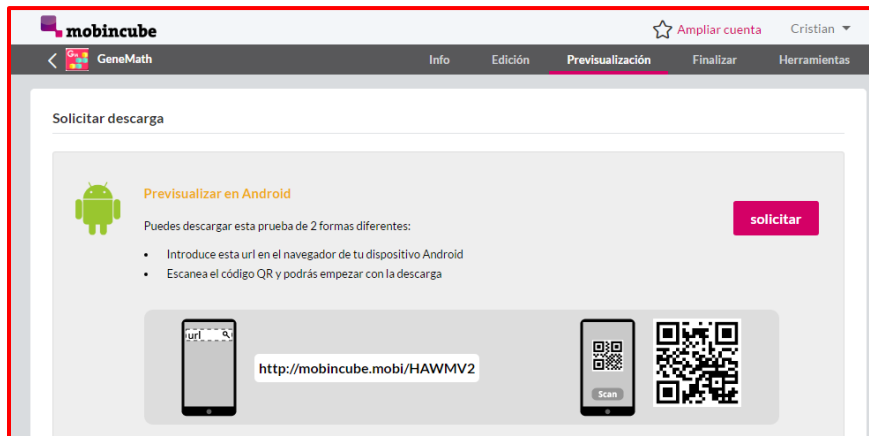 mobincube
Ampliar cuenta
Cristian
GeneMath
Info
Edición
Previsualización
Finalizar
Herramientas
Solicitar descarga
Previsualizar en Android
Puedes descargar esta prueba de 2 formas diferentes:
solicitar
• Introduce esta url en el navegador de tu dispositivo Android
• Escanea el código QR y podrás empezar con la descarga
url
http://mobincube.mobi/HAWMV2
Scan